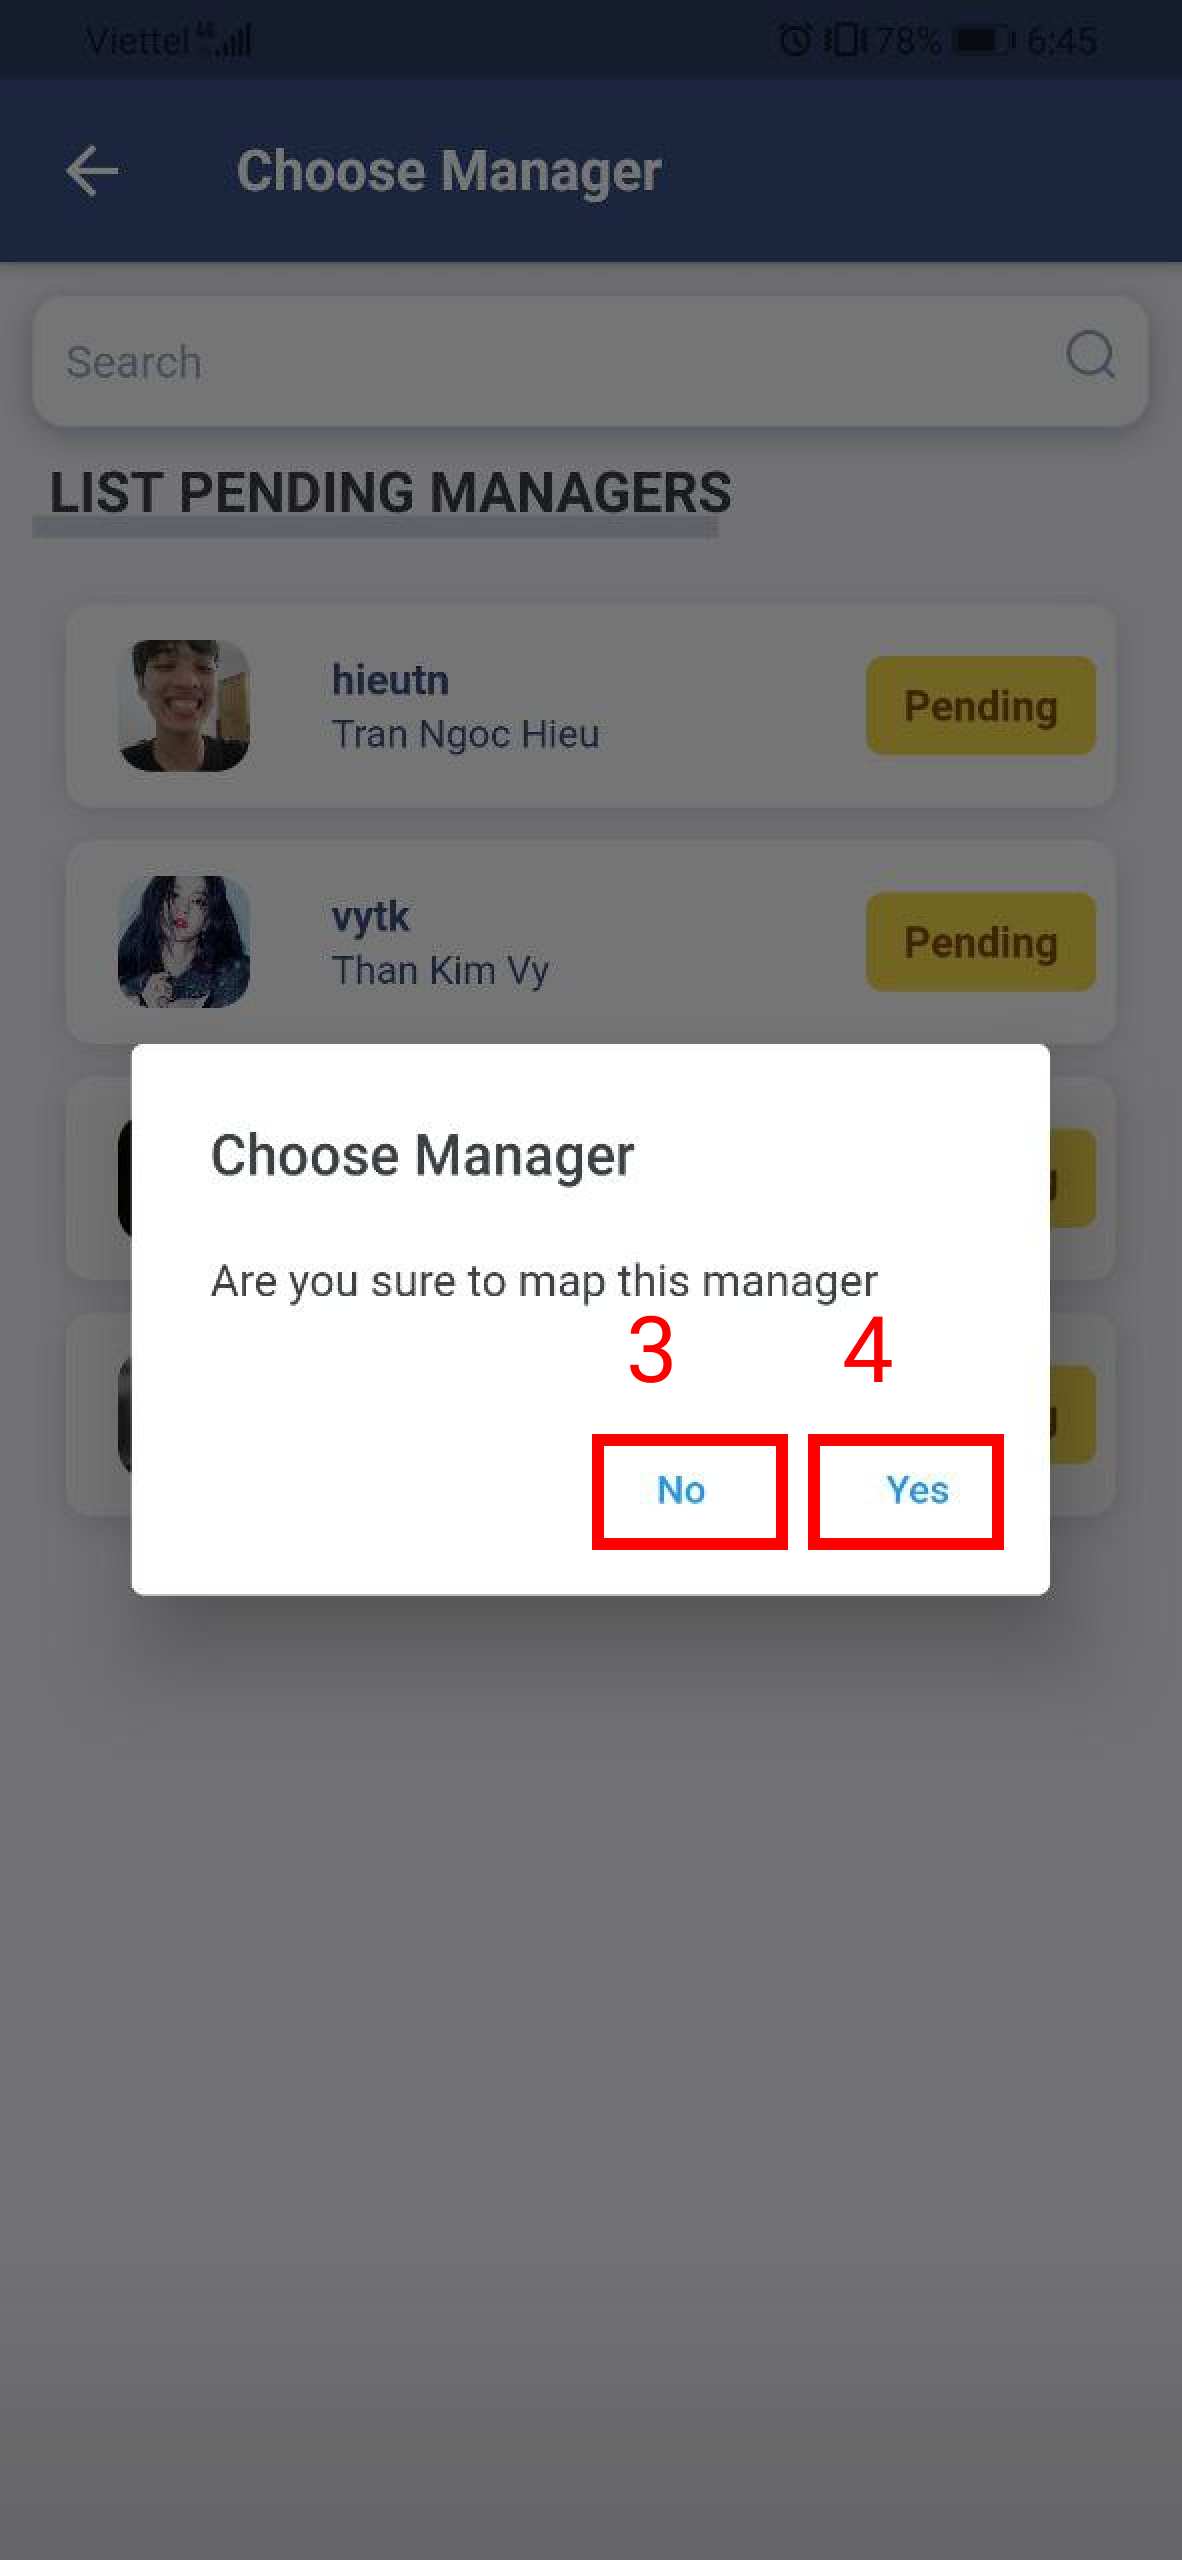 Viettel 78% 6:45
Choose Manager
Search
LIST PENDING MANAGERS
hieutn
Tran Ngoc Hieu
Pending
vytk
Than Kim Vy
Pending
Choose Manager
Are you sure to map this manager
3 4
No Yes